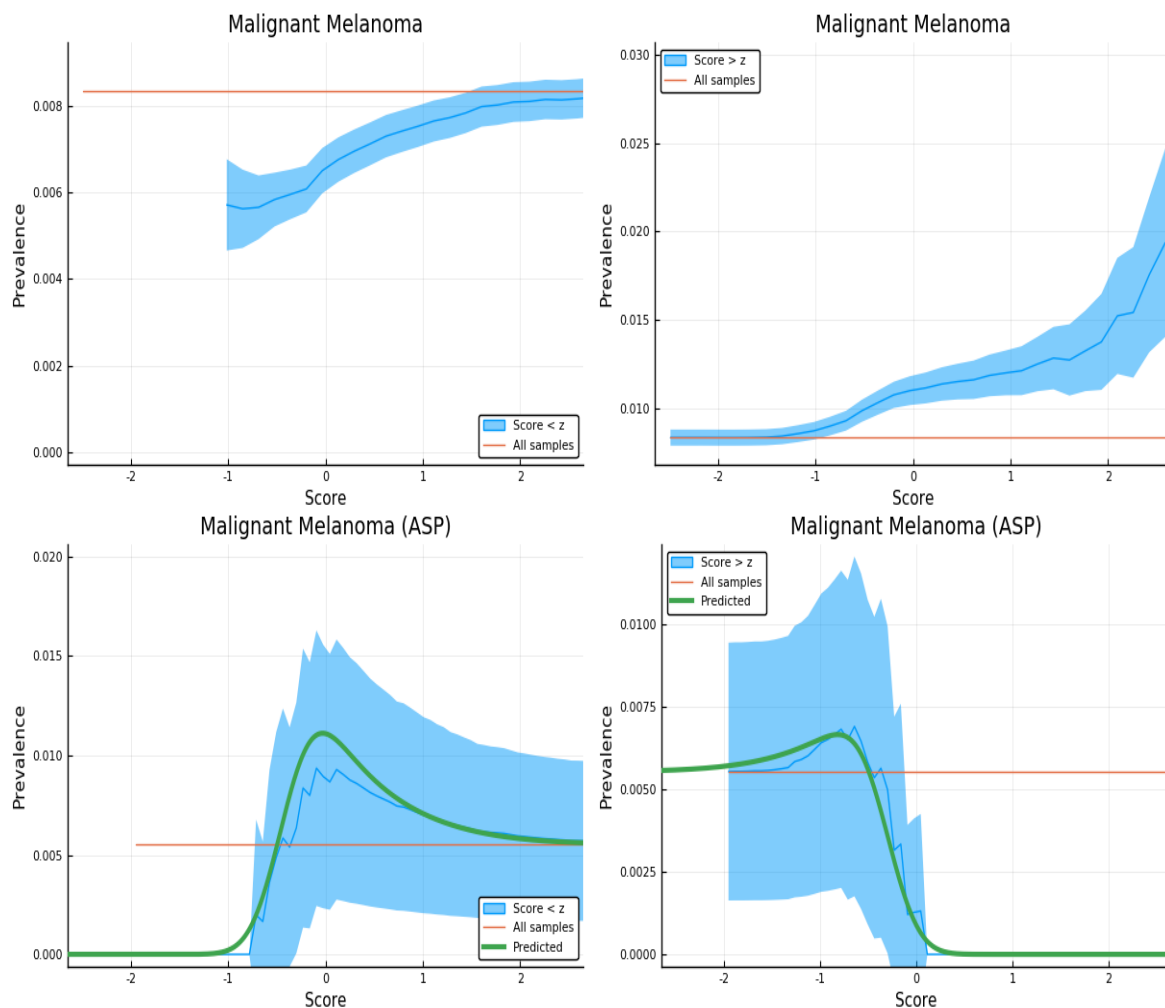 Malignant Melanoma
0.008
0.006
0.004
0.002
0.000
Prevalence
-2
-1
0
1
2
Score
Score < z
All samples
Malignant Melanoma
0.030
0.025
0.020
0.015
0.010
Prevalence
-2
-1
0
1
2
Score
Score > z
All samples
Malignant Melanoma (ASP)
0.020
0.015
0.010
0.005
0.000
Prevalence
-2
-1
0
1
2
Score
Score < z
All samples
Predicted
Malignant Melanoma (ASP)
0.0100
0.0075
0.0050
0.0025
0.0000
Prevalence
-2
-1
0
1
2
Score
Score > z
All samples
Predicted